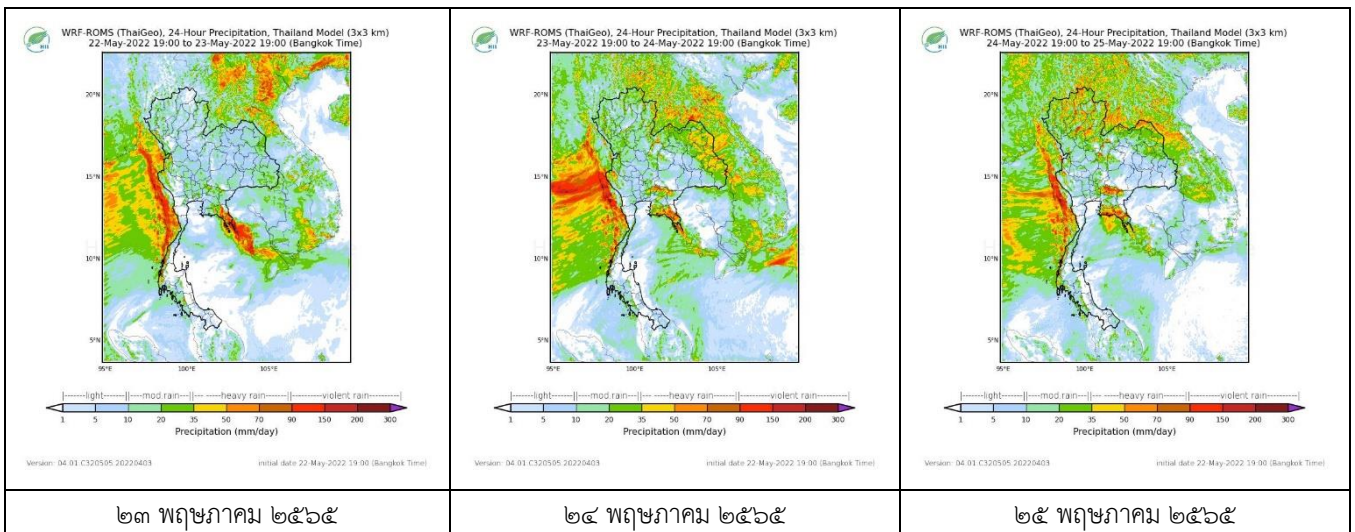 WRF-ROMS (ThaiGeo), 24-Hour Precipitation, Thailand Model (3x3 km)
22-May-2022 19:00 to 23-May-2022 19:00 (Bangkok Time)
20°N
15°N
10°N
5°N
95°E 100°E 105°E
|------light------||----mod.rain----||--- ----heavy rain-------||----------violent rain----------|
1 5 10 20 35 50 70 90 150 200 300
Precipitation (mm/day)
Version: 04.01.C320505.20220403 initial date 22-May-2022 19:00 (Bangkok Time)
๒๓ พฤษภาคม ๒๕๖๕
WRF-ROMS (ThaiGeo), 24-Hour Precipitation, Thailand Model (3x3 km)
23-May-2022 19:00 to 24-May-2022 19:00 (Bangkok Time)
20°N
15°N
10°N
5°N
95°E 100°E 105°E
|------light------||----mod.rain----||--- ----heavy rain-------||----------violent rain----------|
1 5 10 20 35 50 70 90 150 200 300
Precipitation (mm/day)
Version: 04.01.C320505.20220403 initial date 22-May-2022 19:00 (Bangkok Time)
๒๔ พฤษภาคม ๒๕๖๕
WRF-ROMS (ThaiGeo), 24-Hour Precipitation, Thailand Model (3x3 km)
24-May-2022 19:00 to 25-May-2022 19:00 (Bangkok Time)
20°N
15°N
10°N
5°N
95°E 100°E 105°E
|------light------||----mod.rain----||--- ----heavy rain-------||----------violent rain----------|
1 5 10 20 35 50 70 90 150 200 300
Precipitation (mm/day)
Version: 04.01.C320505.20220403 initial date 22-May-2022 19:00 (Bangkok Time)
๒๕ พฤษภาคม ๒๕๖๕